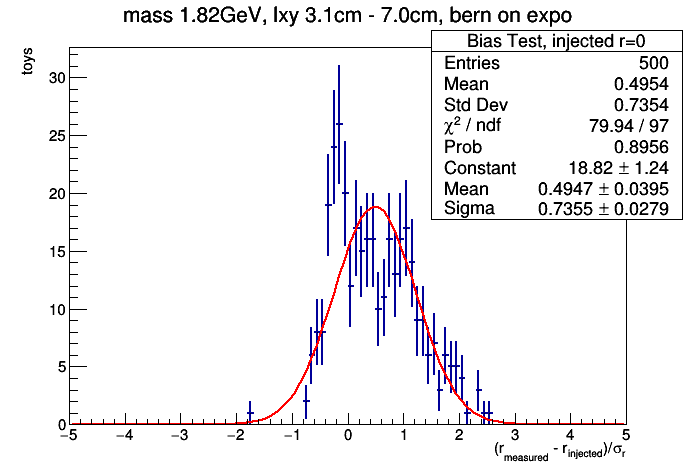 mass 1.82GeV, lxy 3.1cm - 7.0cm, bern on expo
Bias Test, injected r=0
Entries 500
Mean 0.4954
Std Dev 0.7354
χ² / ndf 79.94 / 97
Prob 0.8956
Constant 18.82 ± 1.24
Mean 0.4947 ± 0.0395
Sigma 0.7355 ± 0.0279
toys
30
25
20
15
10
5
0
−5 −4 −3 −2 −1 0 1 2 3 4 5
(r_measured - r_injected)/σ_r